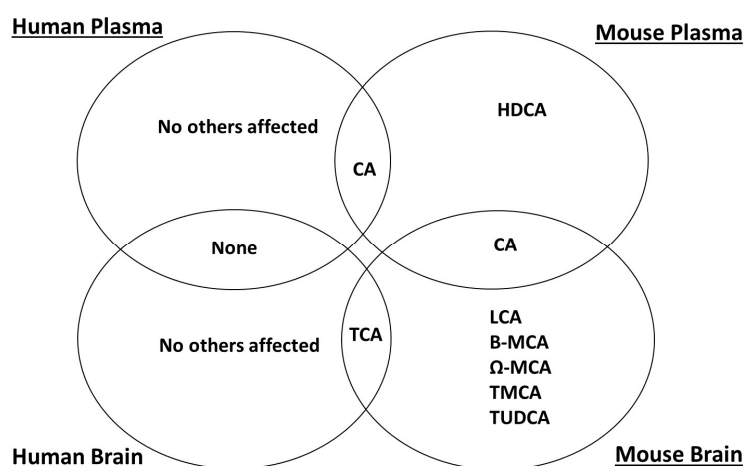 Human Plasma
Mouse Plasma
No others affected
HDCA
CA
None
CA
No others affected
TCA
LCA
B-MCA
Ω-MCA
TMCA
TUDCA
Human Brain
Mouse Brain